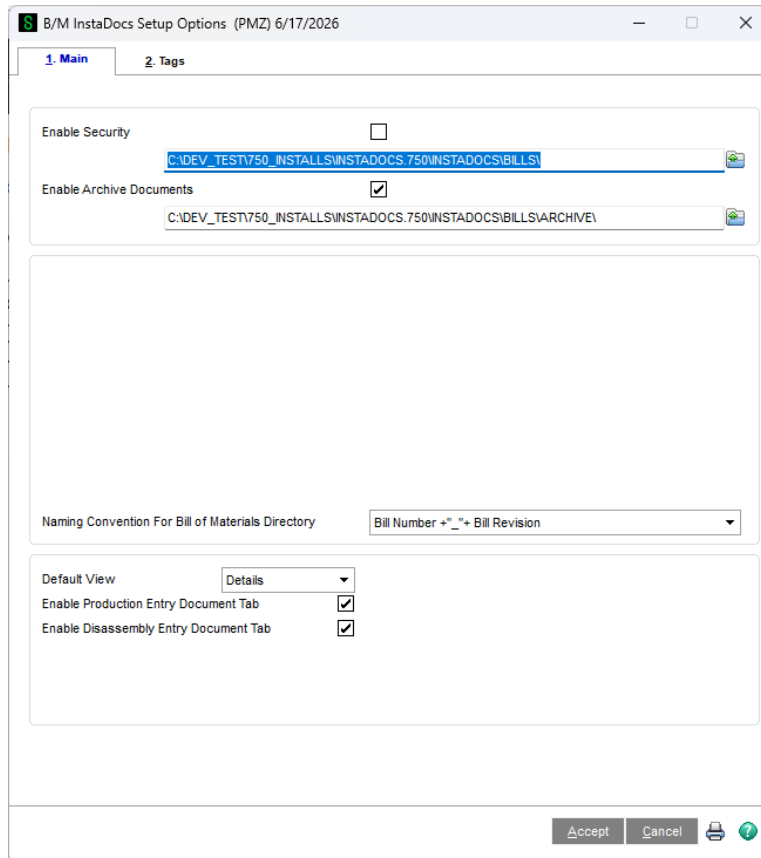 S B/M InstaDocs Setup Options (PMZ) 6/17/2026
1. Main 2. Tags
Enable Security
C:\DEV_TEST\750_INSTALLS\INSTADOCS.750\INSTADOCS\BILLS\
Enable Archive Documents
C:\DEV_TEST\750_INSTALLS\INSTADOCS.750\INSTADOCS\BILLS\ARCHIVE\
Naming Convention For Bill of Materials Directory Bill Number +"_"+ Bill Revision
Default View Details
Enable Production Entry Document Tab
Enable Disassembly Entry Document Tab
Accept Cancel ?